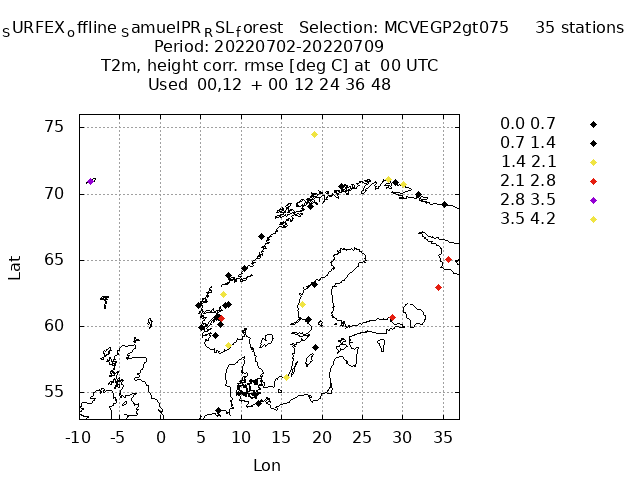 SURFEXoffline SamuelPRRSLforest Selection: MCVEGP2gt075 35 stations
Period: 20220702-20220709
T2m, height corr. rmse [deg C] at 00 UTC
Used 00,12 + 00 12 24 36 48
75
70
65
60
55
-10 -5 0 5 10 15 20 25 30 35
Lat
Lon
0.0 0.7
0.7 1.4
1.4 2.1
2.1 2.8
2.8 3.5
3.5 4.2